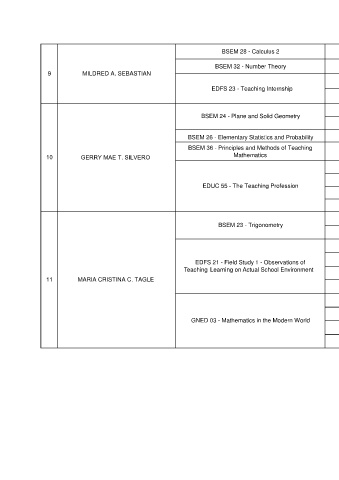 BSEM 28 - Calculus 2
BSEM 32 - Number Theory
9
MILDRED A. SEBASTIAN
EDFS 23 - Teaching Internship
BSEM 24 - Plane and Solid Geometry
BSEM 26 - Elementary Statistics and Probability
BSEM 36 - Principles and Methods of Teaching
Mathematics
10
GERRY MAE T. SILVERO
EDUC 55 - The Teaching Profession
BSEM 23 - Trigonometry
EDFS 21 - Field Study 1 - Observations of
Teaching Learning on Actual School Environment
11
MARIA CRISTINA C. TAGLE
GNED 03 - Mathematics in the Modern World